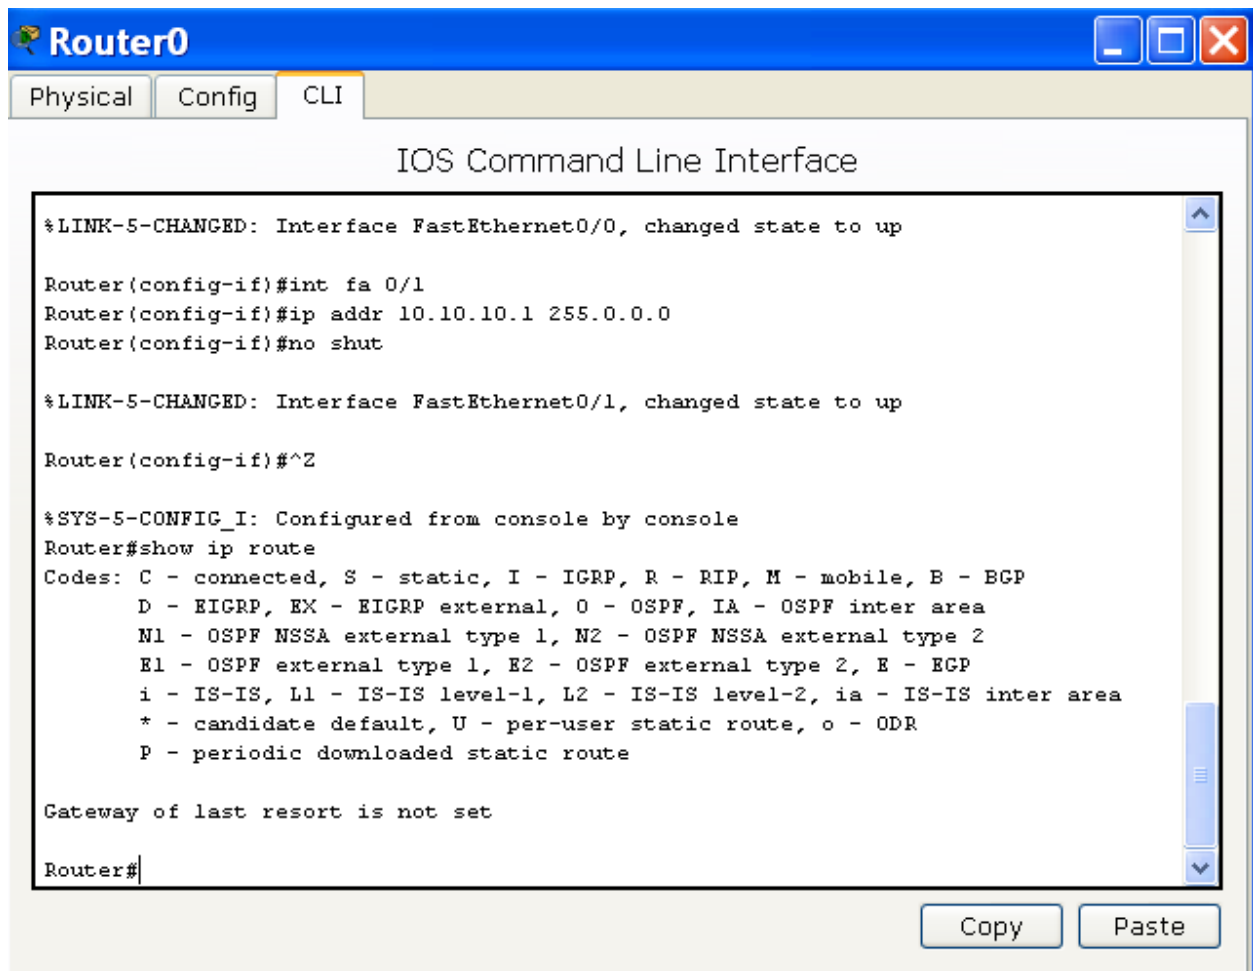 Router0
Physical Config CLI
IOS Command Line Interface
%LINK-5-CHANGED: Interface FastEthernet0/0, changed state to up
Router(config-if)#int fa 0/1
Router(config-if)#ip addr 10.10.10.1 255.0.0.0
Router(config-if)#no shut
%LINK-5-CHANGED: Interface FastEthernet0/1, changed state to up
Router(config-if)#^Z
%SYS-5-CONFIG_I: Configured from console by console
Router#show ip route
Codes: C - connected, S - static, I - IGRP, R - RIP, M - mobile, B - BGP
D - EIGRP, EX - EIGRP external, O - OSPF, IA - OSPF inter area
N1 - OSPF NSSA external type 1, N2 - OSPF NSSA external type 2
E1 - OSPF external type 1, E2 - OSPF external type 2, E - EGP
i - IS-IS, L1 - IS-IS level-1, L2 - IS-IS level-2, ia - IS-IS inter area
* - candidate default, U - per-user static route, o - ODR
P - periodic downloaded static route
Gateway of last resort is not set
Router#
Copy Paste